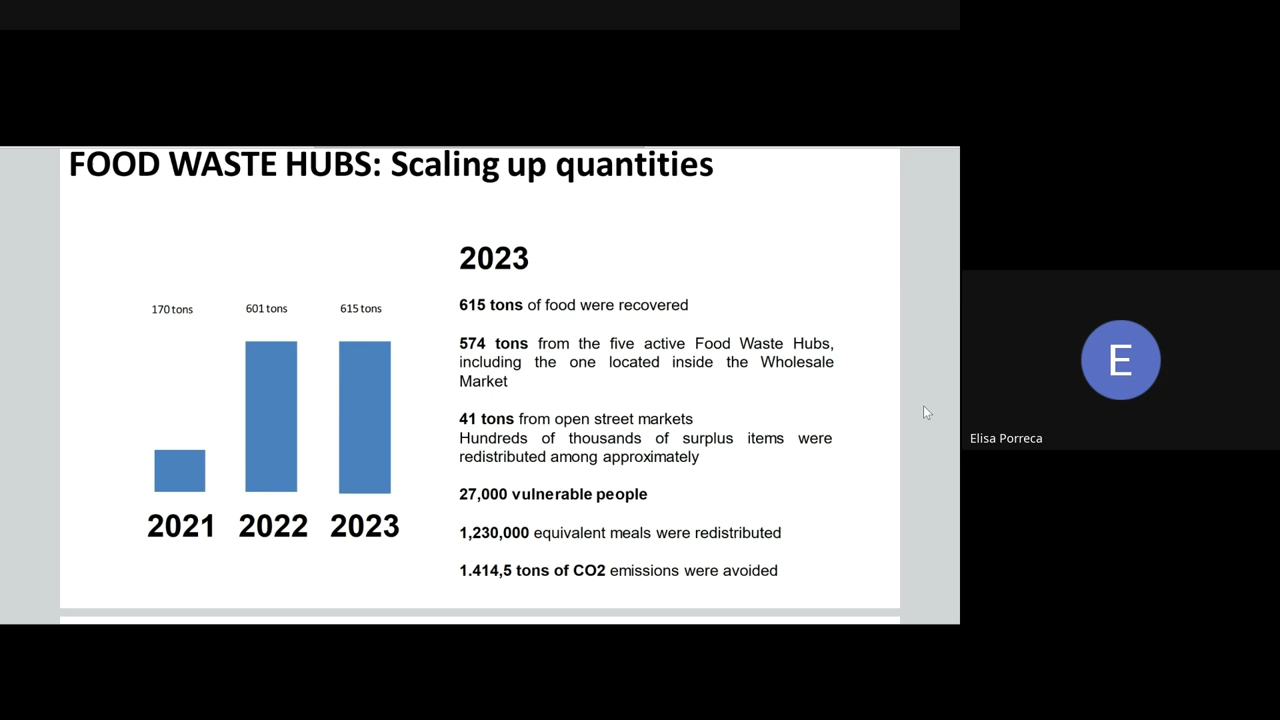 FOOD WASTE HUBS: Scaling up quantities
170 tons
601 tons
615 tons
2021
2022
2023
2023
615 tons of food were recovered
574 tons from the five active Food Waste Hubs,
including the one located inside the Wholesale
Market
41 tons from open street markets
Hundreds of thousands of surplus items were
redistributed among approximately
27,000 vulnerable people
1,230,000 equivalent meals were redistributed
1.414,5 tons of CO2 emissions were avoided
E
Elisa Porreca